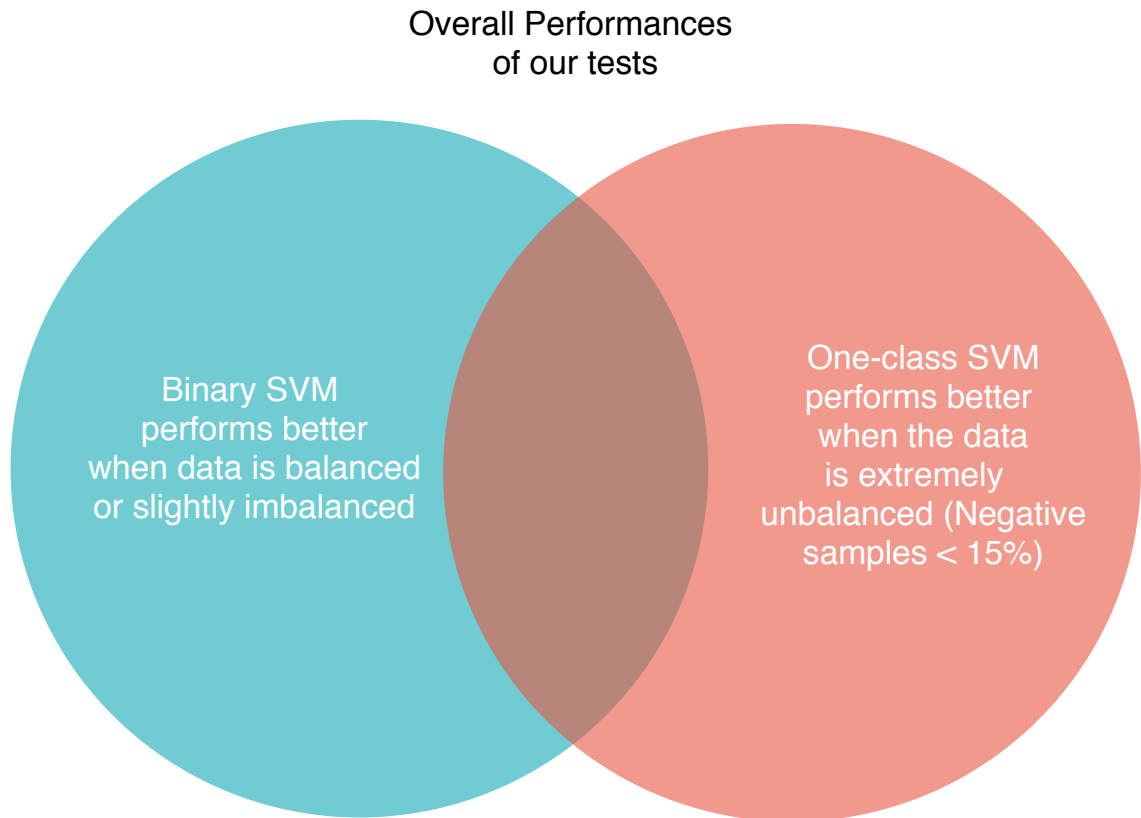 Overall Performances
of our tests
Binary SVM
performs better
when data is balanced
or slightly imbalanced
One-class SVM
performs better
when the data
is extremely
unbalanced (Negative
samples < 15%)